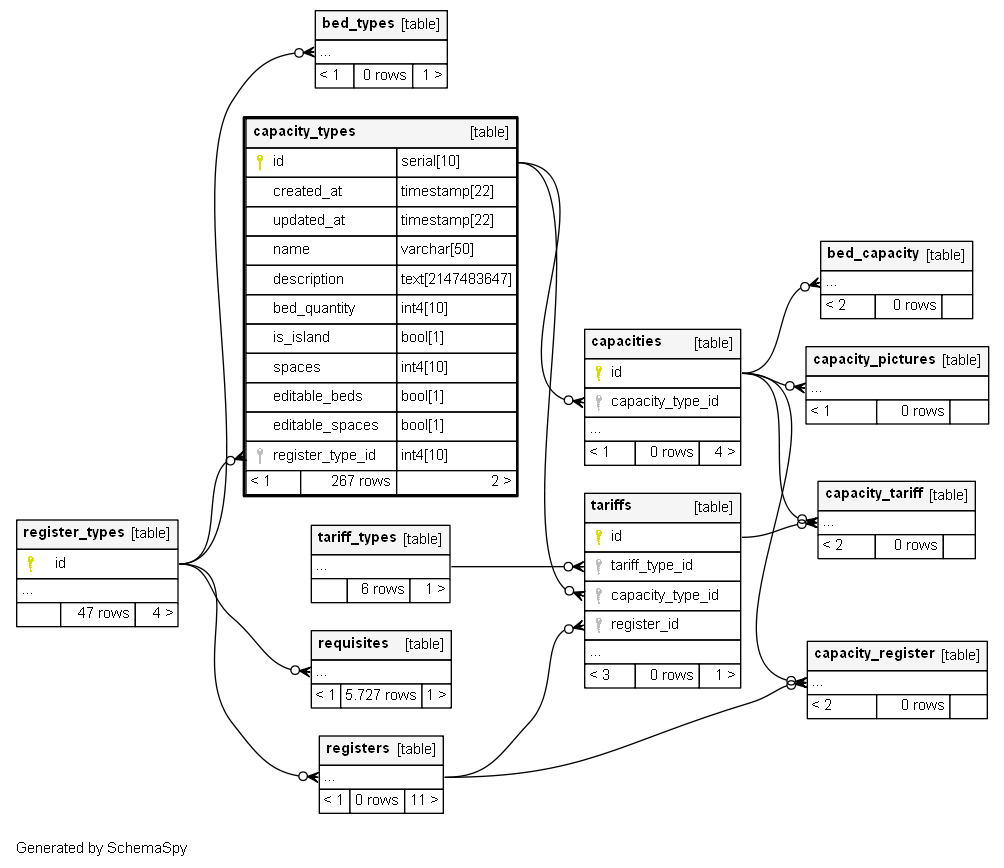 bed_types [table]
...
< 1 0 rows 1 >
capacity_types [table]
id serial[10]
created_at timestamp[22]
updated_at timestamp[22]
name varchar[50]
description text[2147483647]
bed_quantity int4[10]
is_island bool[1]
spaces int4[10]
editable_beds bool[1]
editable_spaces bool[1]
register_type_id int4[10]
< 1 267 rows 2 >
bed_capacity [table]
...
< 2 0 rows
capacities [table]
id
capacity_type_id
...
< 1 0 rows 4 >
capacity_pictures [table]
...
< 1 0 rows
capacity_tariff [table]
...
< 2 0 rows
tariffs [table]
id
tariff_type_id
capacity_type_id
register_id
...
< 3 0 rows 1 >
register_types [table]
id
...
47 rows 4 >
tariff_types [table]
...
6 rows 1 >
requisites [table]
...
< 1 5.727 rows 1 >
capacity_register [table]
...
< 2 0 rows
registers [table]
...
< 1 0 rows 11 >
Generated by SchemaSpy